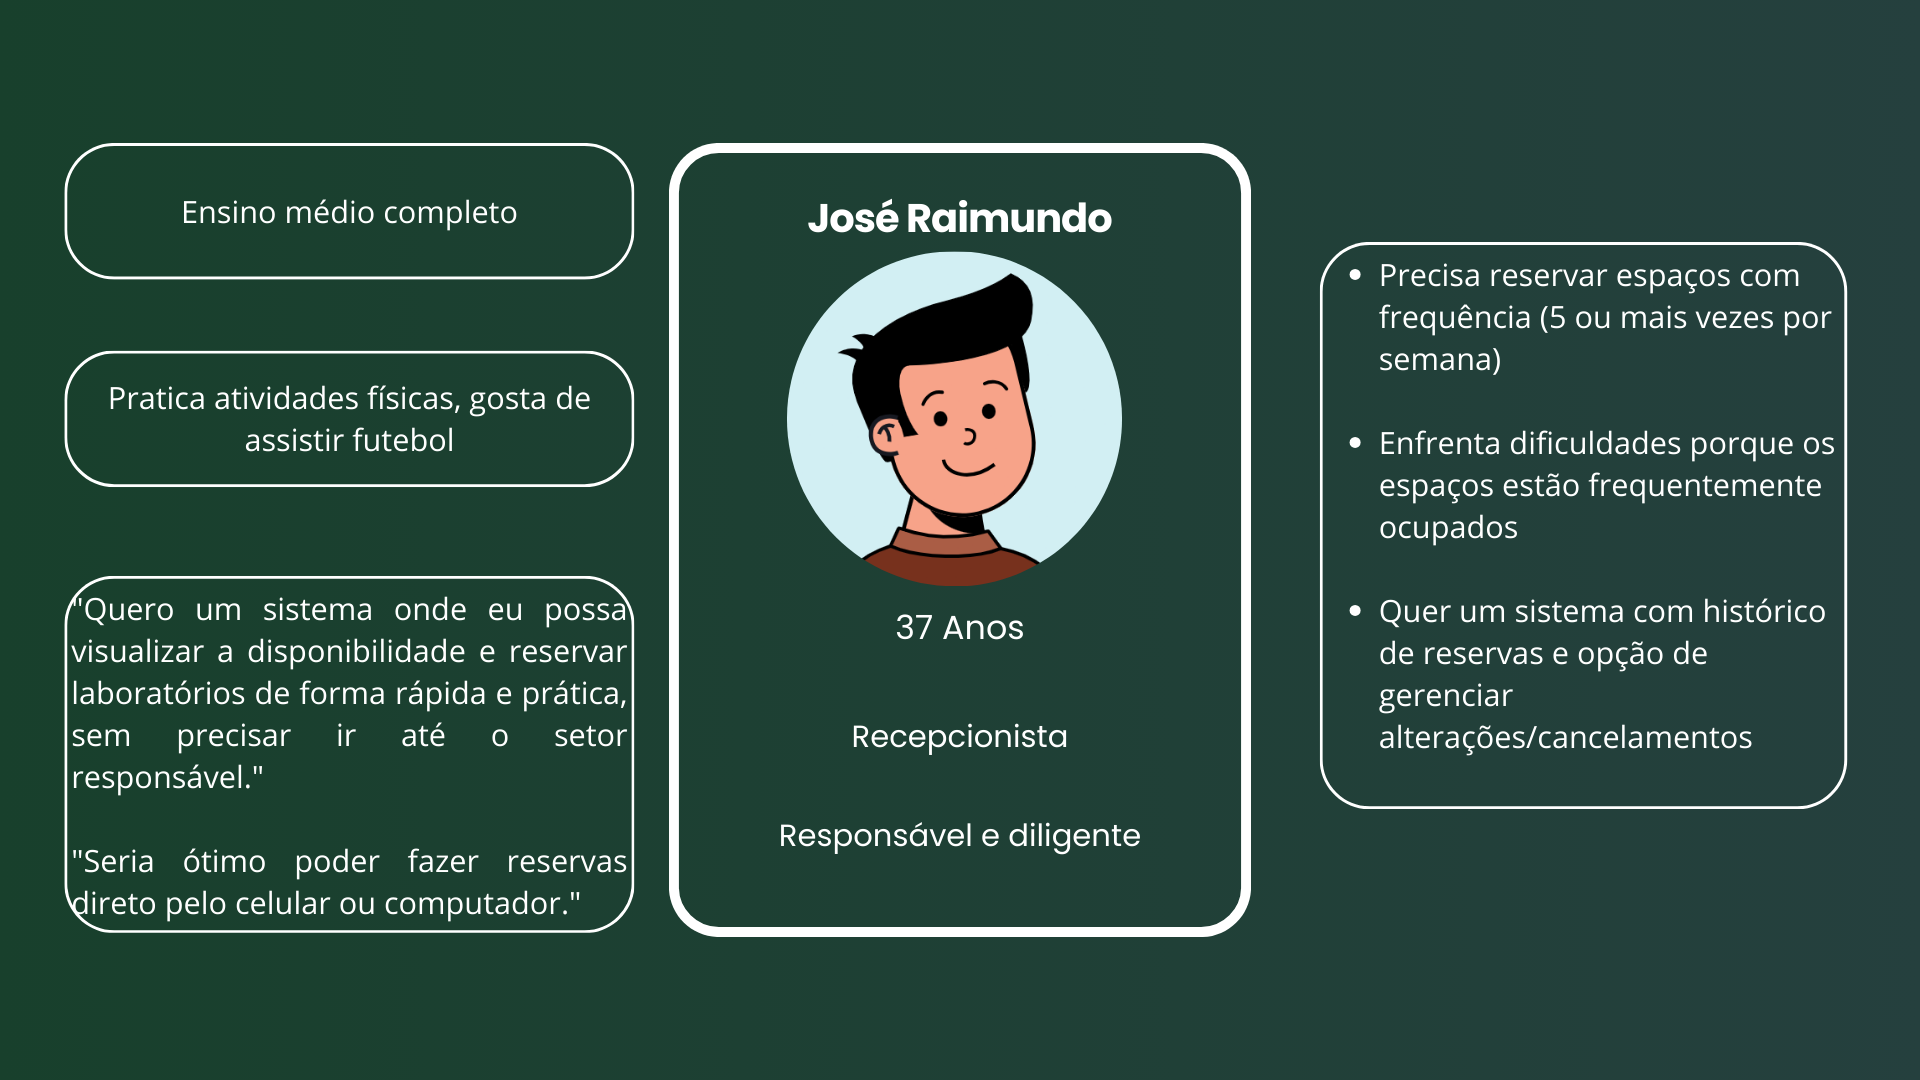 Ensino médio completo
Pratica atividades físicas, gosta de
assistir futebol
"Quero um sistema onde eu possa
visualizar a disponibilidade e reservar
laboratórios de forma rápida e prática,
sem precisar ir até o setor
responsável."
"Seria ótimo poder fazer reservas
direto pelo celular ou computador."
José Raimundo
37 Anos
Recepcionista
Responsável e diligente
• Precisa reservar espaços com
frequência (5 ou mais vezes por
semana)
• Enfrenta dificuldades porque os
espaços estão frequentemente
ocupados
• Quer um sistema com histórico
de reservas e opção de
gerenciar
alterações/cancelamentos